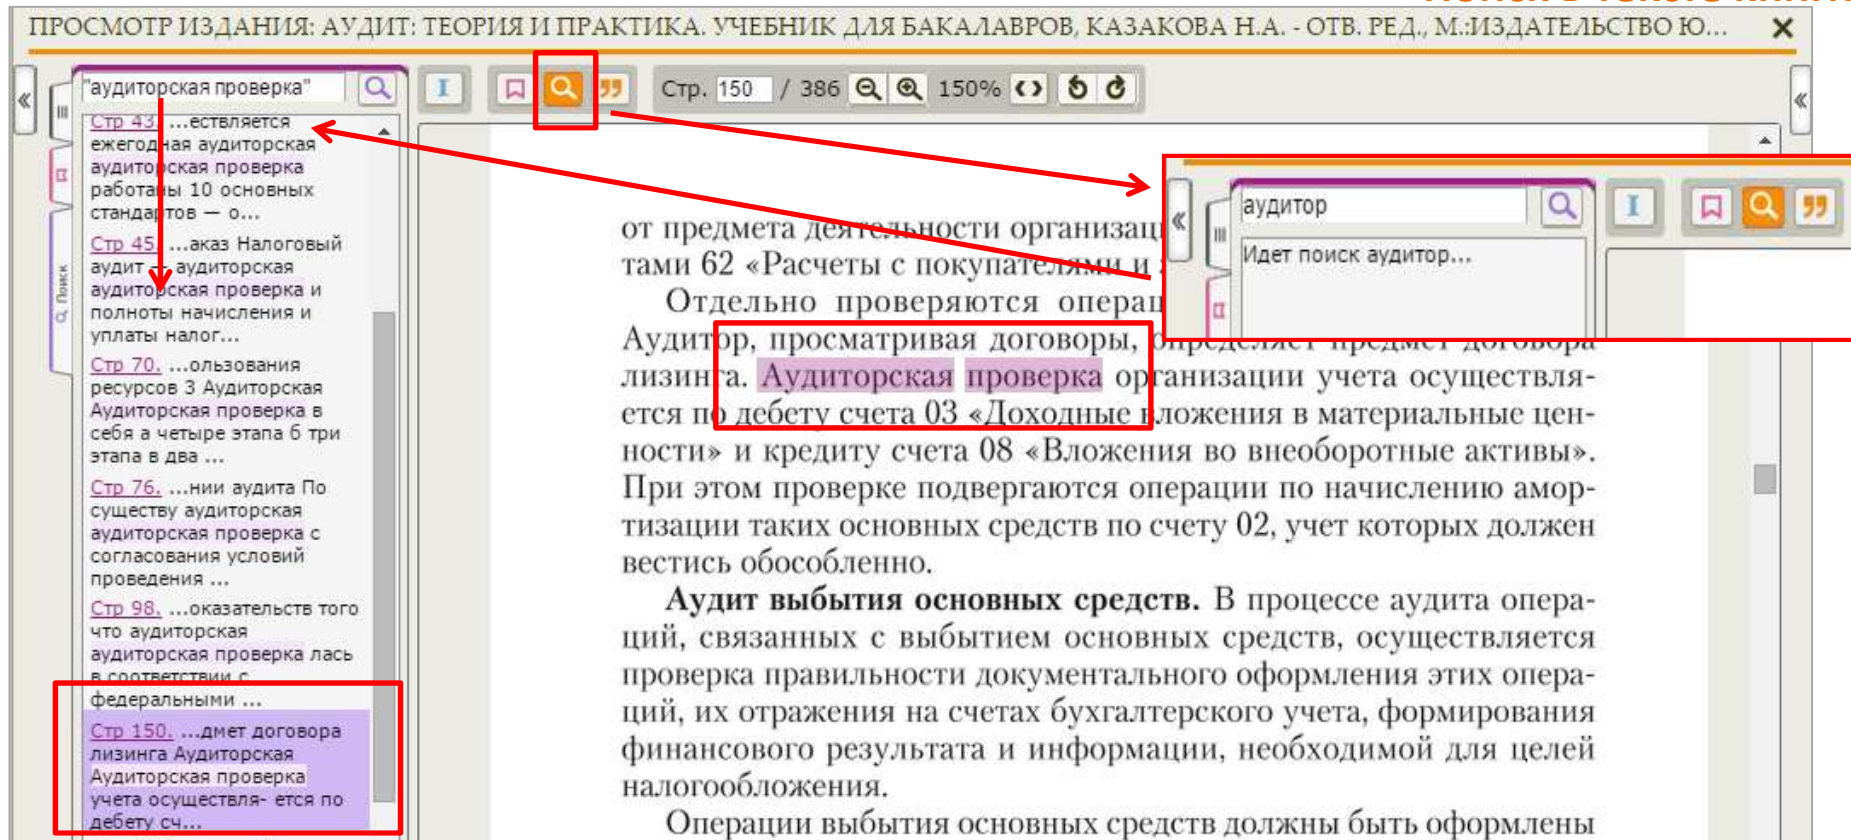 ПРОСМОТР ИЗДАНИЯ: АУДИТ: ТЕОРИЯ И ПРАКТИКА. УЧЕБНИК ДЛЯ БАКАЛАВРОВ, КАЗАКОВА Н.А. - ОТВ. РЕД., М.:ИЗДАТЕЛЬСТВО Ю...
"аудиторская проверка"
Стр. 150 / 386 150%
Стр 43. ...ествляется
ежегодная аудиторская
аудиторская проверка
работаны 10 основных
стандартов — о...
Стр 45. ...аказ Налоговый
аудит — аудиторская
аудиторская проверка и
полноты начисления и
уплаты налог...
Стр 70. ...ользования
ресурсов 3 Аудиторская
Аудиторская проверка в
себя а четыре этапа б три
этапа в два ...
Стр 76. ...нии аудита По
существу аудиторская
аудиторская проверка с
согласования условий
проведения ...
Стр 98. ...оказательств того
что аудиторская
аудиторская проверка лась
в соответствии с
федеральными ...
Стр 150. ...дмет договора
лизинга Аудиторская
Аудиторская проверка
учета осуществля- ется по
дебету сч...
Поиск
от предмета деятельности организац
тами 62 «Расчеты с покупателями и
Отдельно проверяются операц
Аудитор, просматривая договоры, определяет предмет договора
лизинга. Аудиторская проверка организации учета осуществля-
ется по дебету счета 03 «Доходные вложения в материальные цен-
ности» и кредиту счета 08 «Вложения во внеоборотные активы».
При этом проверке подвергаются операции по начислению амор-
тизации таких основных средств по счету 02, учет которых должен
вестись обособленно.
Аудит выбытия основных средств. В процессе аудита опера-
ций, связанных с выбытием основных средств, осуществляется
проверка правильности документального оформления этих опера-
ций, их отражения на счетах бухгалтерского учета, формирования
финансового результата и информации, необходимой для целей
налогообложения.
Операции выбытия основных средств должны быть оформлены
аудитор
Идет поиск аудитор...